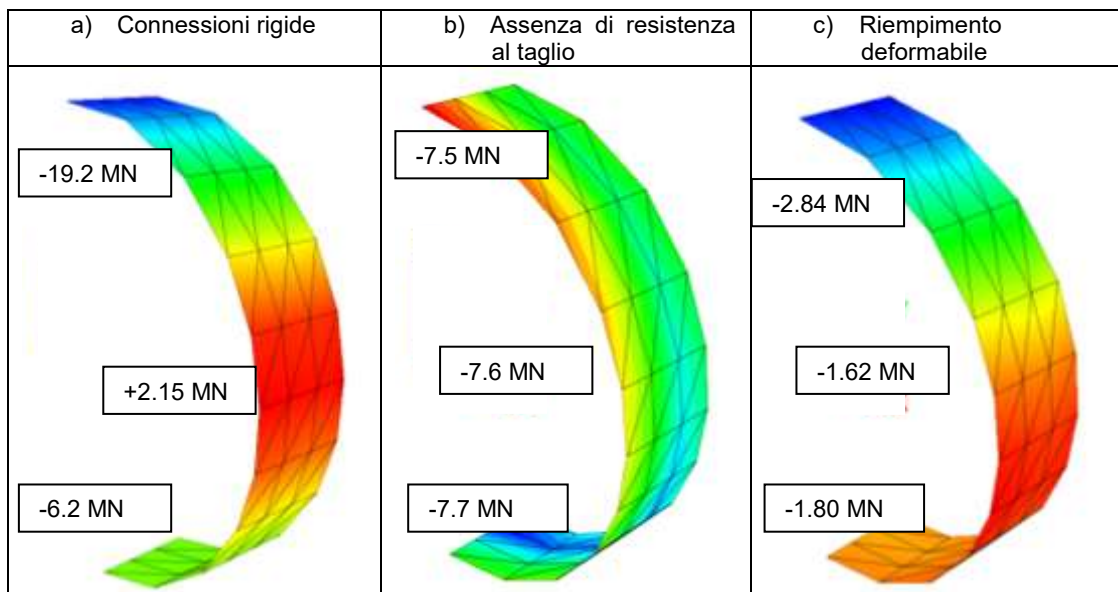 a) Connessioni rigide
b) Assenza di resistenza
al taglio
c) Riempimento
deformabile
-19.2 MN
+2.15 MN
-6.2 MN
-7.5 MN
-7.6 MN
-7.7 MN
-2.84 MN
-1.62 MN
-1.80 MN